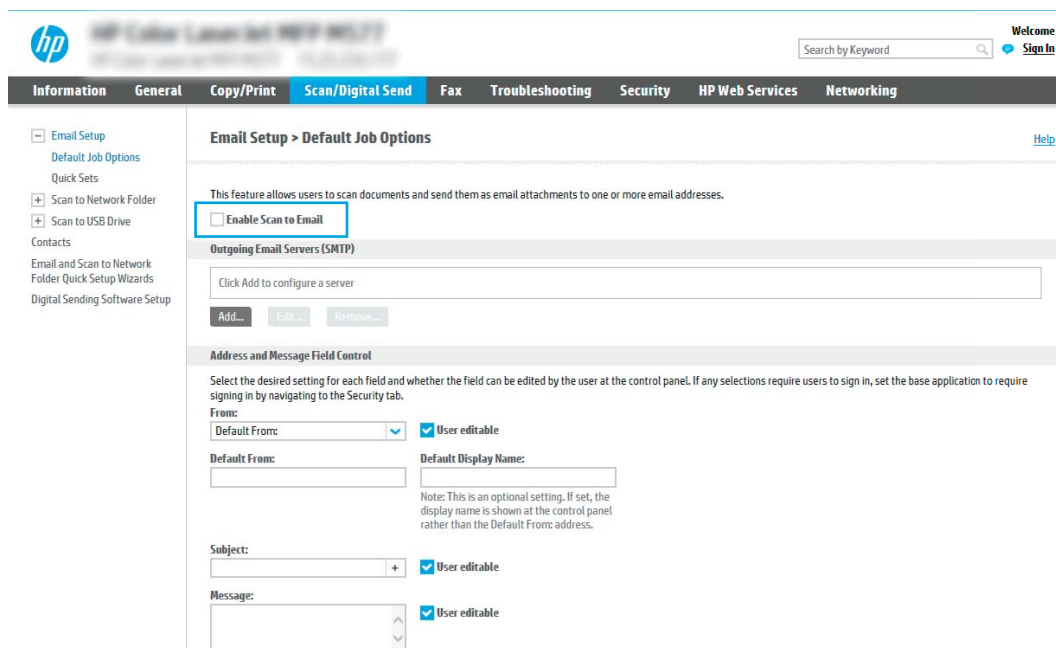 hp
Welcome
Search by Keyword
Sign In
Information General Copy/Print Scan/Digital Send Fax Troubleshooting Security HP Web Services Networking
Email Setup
Default Job Options
Quick Sets
Scan to Network Folder
Scan to USB Drive
Contacts
Email and Scan to Network
Folder Quick Setup Wizards
Digital Sending Software Setup
Email Setup > Default Job Options
Help
This feature allows users to scan documents and send them as email attachments to one or more email addresses.
Enable Scan to Email
Outgoing Email Servers (SMTP)
Click Add to configure a server
Add... Edit... Remove...
Address and Message Field Control
Select the desired setting for each field and whether the field can be edited by the user at the control panel. If any selections require users to sign in, set the base application to require
signing in by navigating to the Security tab.
From:
Default From: User editable
Default From: Default Display Name:
Note: This is an optional setting. If set, the
display name is shown at the control panel
rather than the Default From: address.
Subject:
+ User editable
Message:
User editable